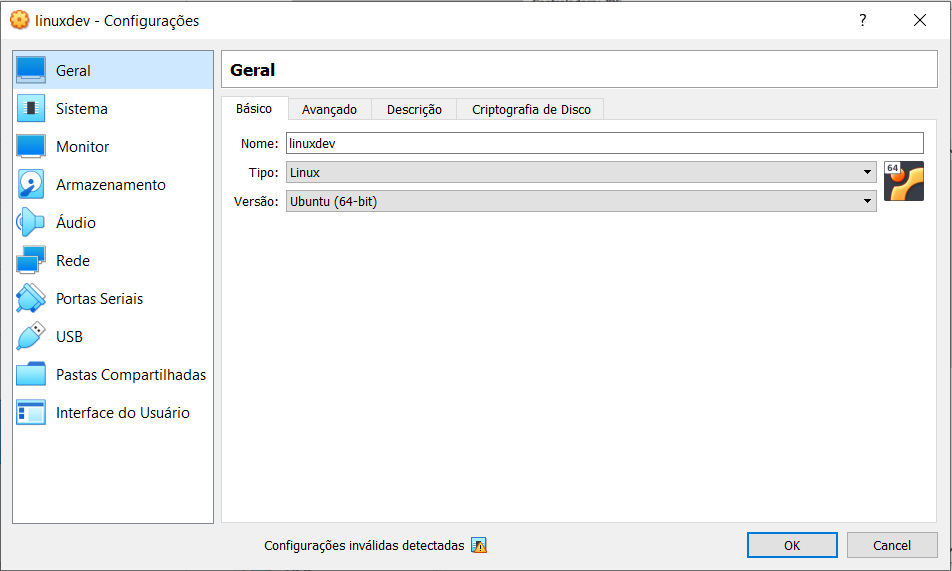 linuxdev - Configurações
?
Geral
Sistema
Monitor
Armazenamento
Áudio
Rede
Portas Seriais
USB
Pastas Compartilhadas
Interface do Usuário
Geral
Básico Avançado Descrição Criptografia de Disco
Nome: linuxdev
Tipo: Linux
Versão: Ubuntu (64-bit)
64
Configurações inválidas detectadas
OK Cancel